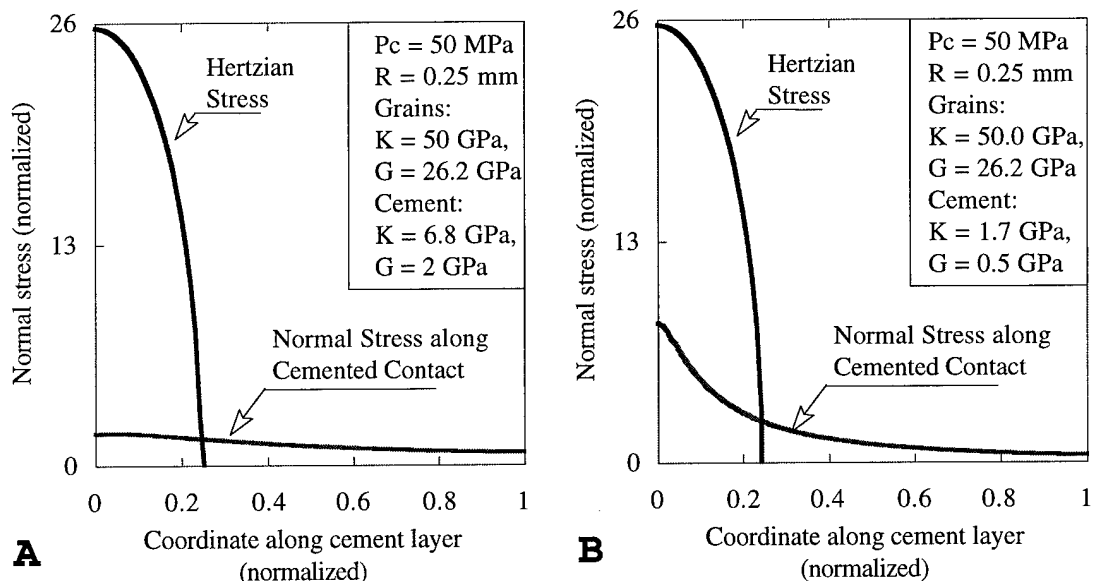 26
13
0
Normal stress (normalized)
Hertzian
Stress
Pc = 50 MPa
R = 0.25 mm
Grains:
K = 50 GPa,
G = 26.2 GPa
Cement:
K = 6.8 GPa,
G = 2 GPa
Normal Stress along
Cemented Contact
0 0.2 0.4 0.6 0.8 1
Coordinate along cement layer
(normalized)
A
26
13
0
Normal stress (normalized)
Hertzian
Stress
Pc = 50 MPa
R = 0.25 mm
Grains:
K = 50.0 GPa,
G = 26.2 GPa
Cement:
K = 1.7 GPa,
G = 0.5 GPa
Normal Stress along
Cemented Contact
0 0.2 0.4 0.6 0.8 1
Coordinate along cement layer
(normalized)
B